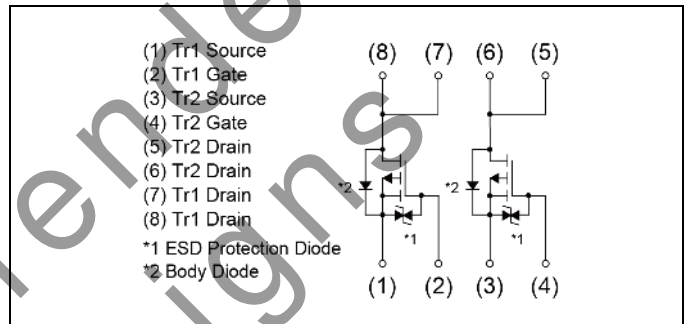 (1) Tr1 Source
(2) Tr1 Gate
(3) Tr2 Source
(4) Tr2 Gate
(5) Tr2 Drain
(6) Tr2 Drain
(7) Tr1 Drain
(8) Tr1 Drain
*1 ESD Protection Diode
*2 Body Diode
(8) (7) (6) (5)
*2 *2
*1 *1
(1) (2) (3) (4)